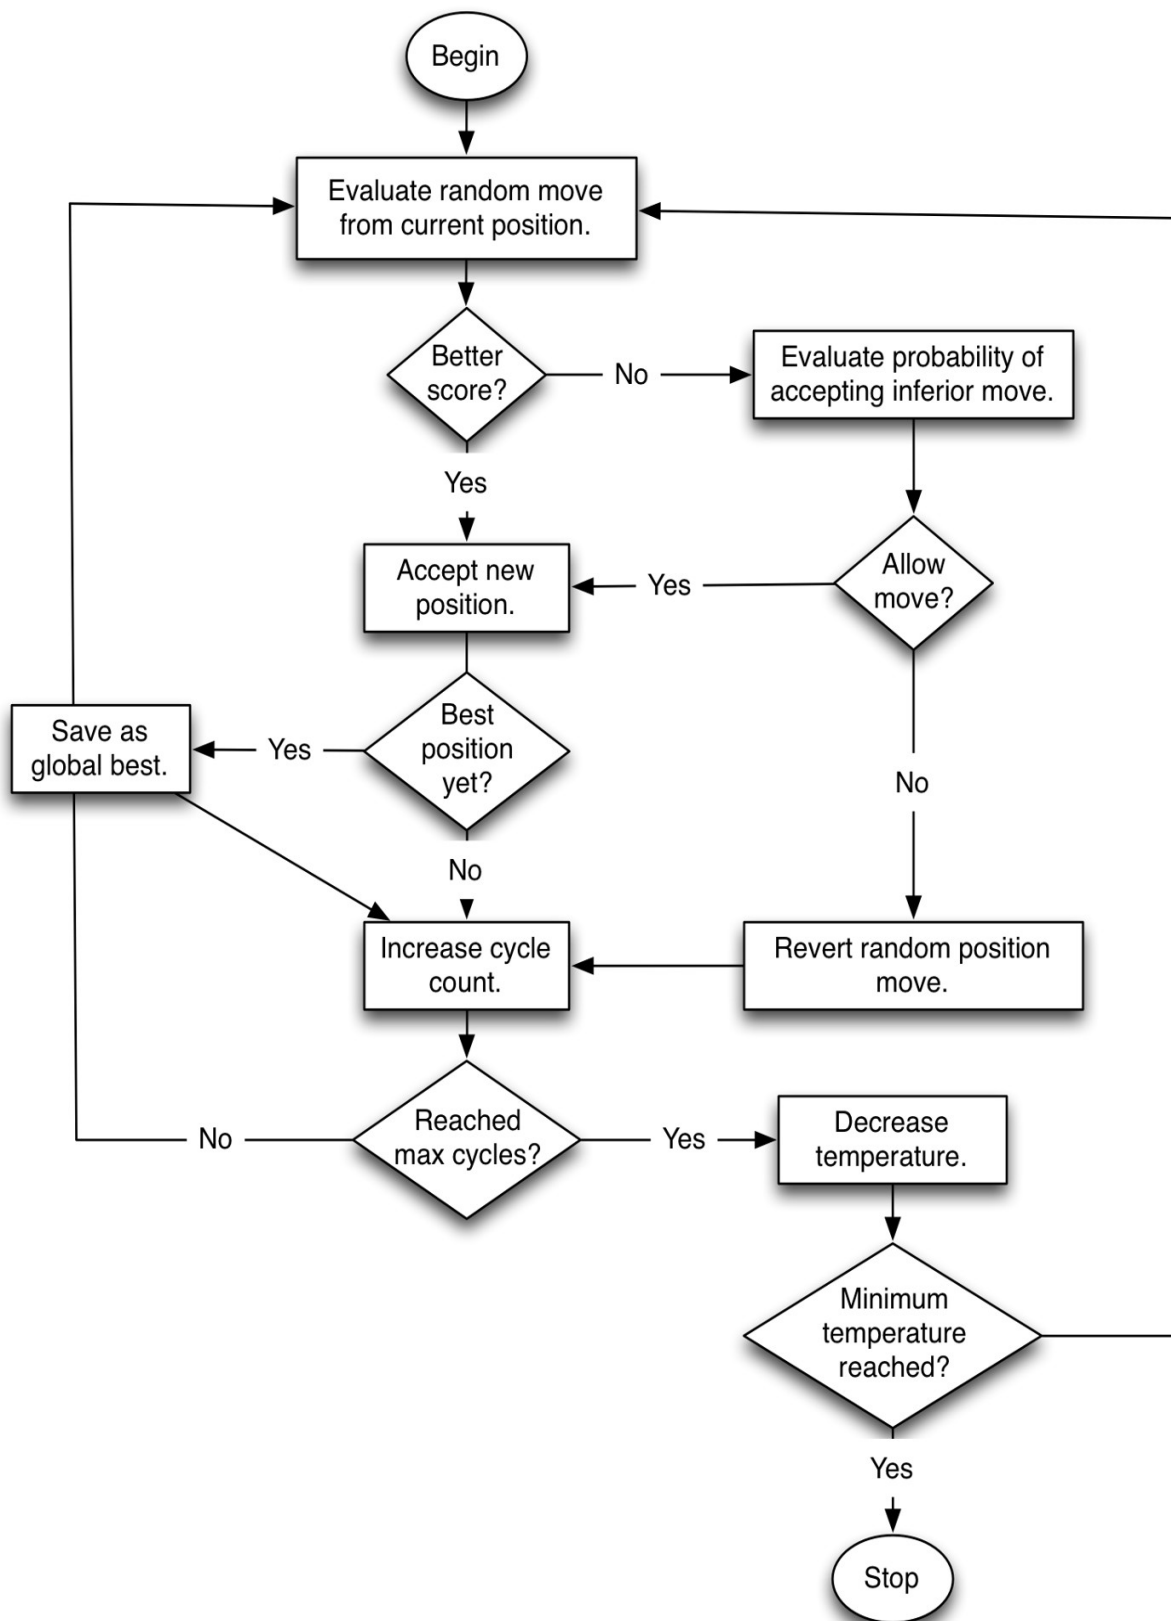 Begin
Evaluate random move
from current position.
Better
score?
No
Evaluate probability of
accepting inferior move.
Yes
Accept new
position.
Yes
Allow
move?
Save as
global best.
Yes
Best
position
yet?
No
No
Increase cycle
count.
Revert random position
move.
No
Reached
max cycles?
Yes
Decrease
temperature.
Minimum
temperature
reached?
Yes
Stop